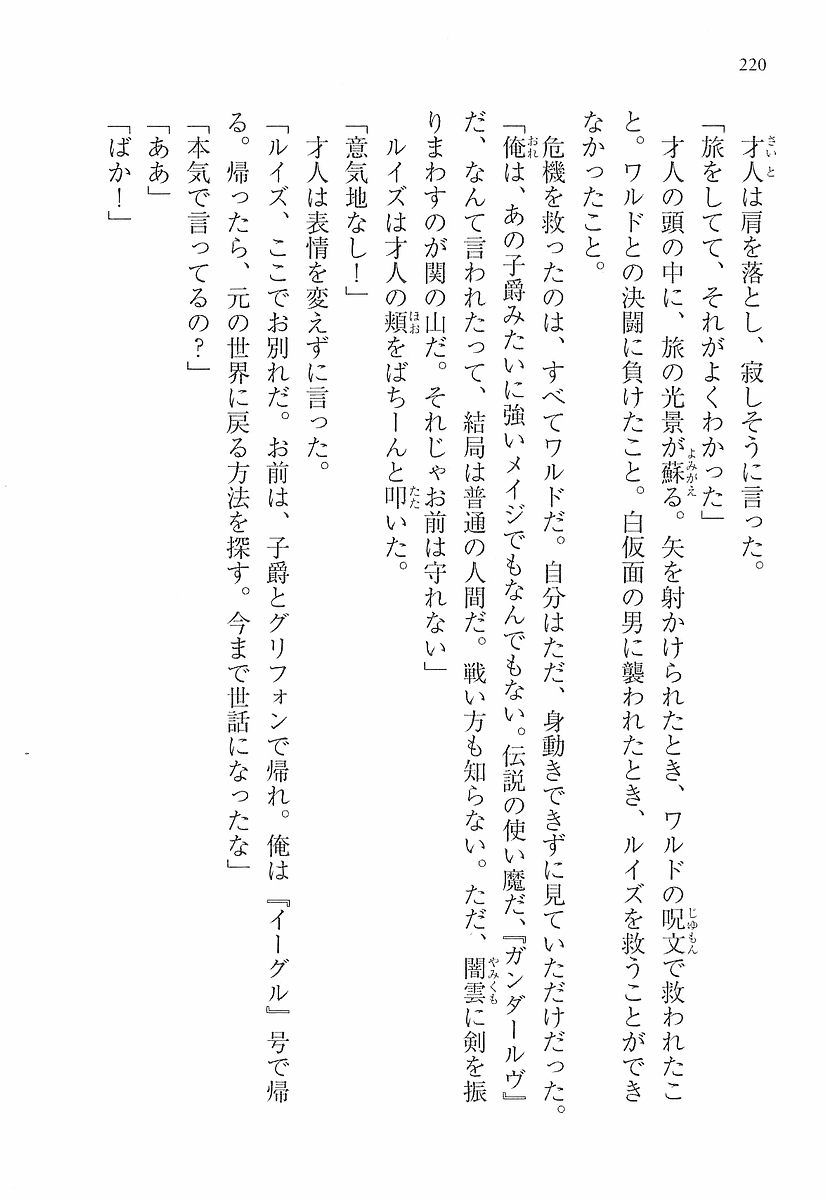 220
才人は肩を落とし、寂しそうに言った。
「旅をしてて、それがよくわかった」
才人の頭の中に、旅の光景が蘇る。矢を射かけられたとき、ワルドの呪文で救われたこ
と。ワルドとの決闘に負けたこと。白仮面の男に襲われたとき、ルイズを救うことができ
なかったこと。
危機を救ったのは、すべてワルドだ。自分はただ、身動きできずに見ていただけだった。
「俺は、あの子爵みたいに強いメイジでもなんでもない。伝説の使い魔だ、『ガンダールヴ』
だ、なんて言われたって、結局は普通の人間だ。戦い方も知らない。ただ、闇雲に剣を振
りまわすのが関の山だ。それじゃお前は守れない」
ルイズは才人の頬をばちーんと叩いた。
「意気地なし！」
才人は表情を変えずに言った。
「ルイズ、ここでお別れだ。お前は、子爵とグリフォンで帰れ。俺は『イーグル』号で帰
る。帰ったら、元の世界に戻る方法を探す。今まで世話になったな」
「本気で言ってるの？」
「ああ」
「ばか！」